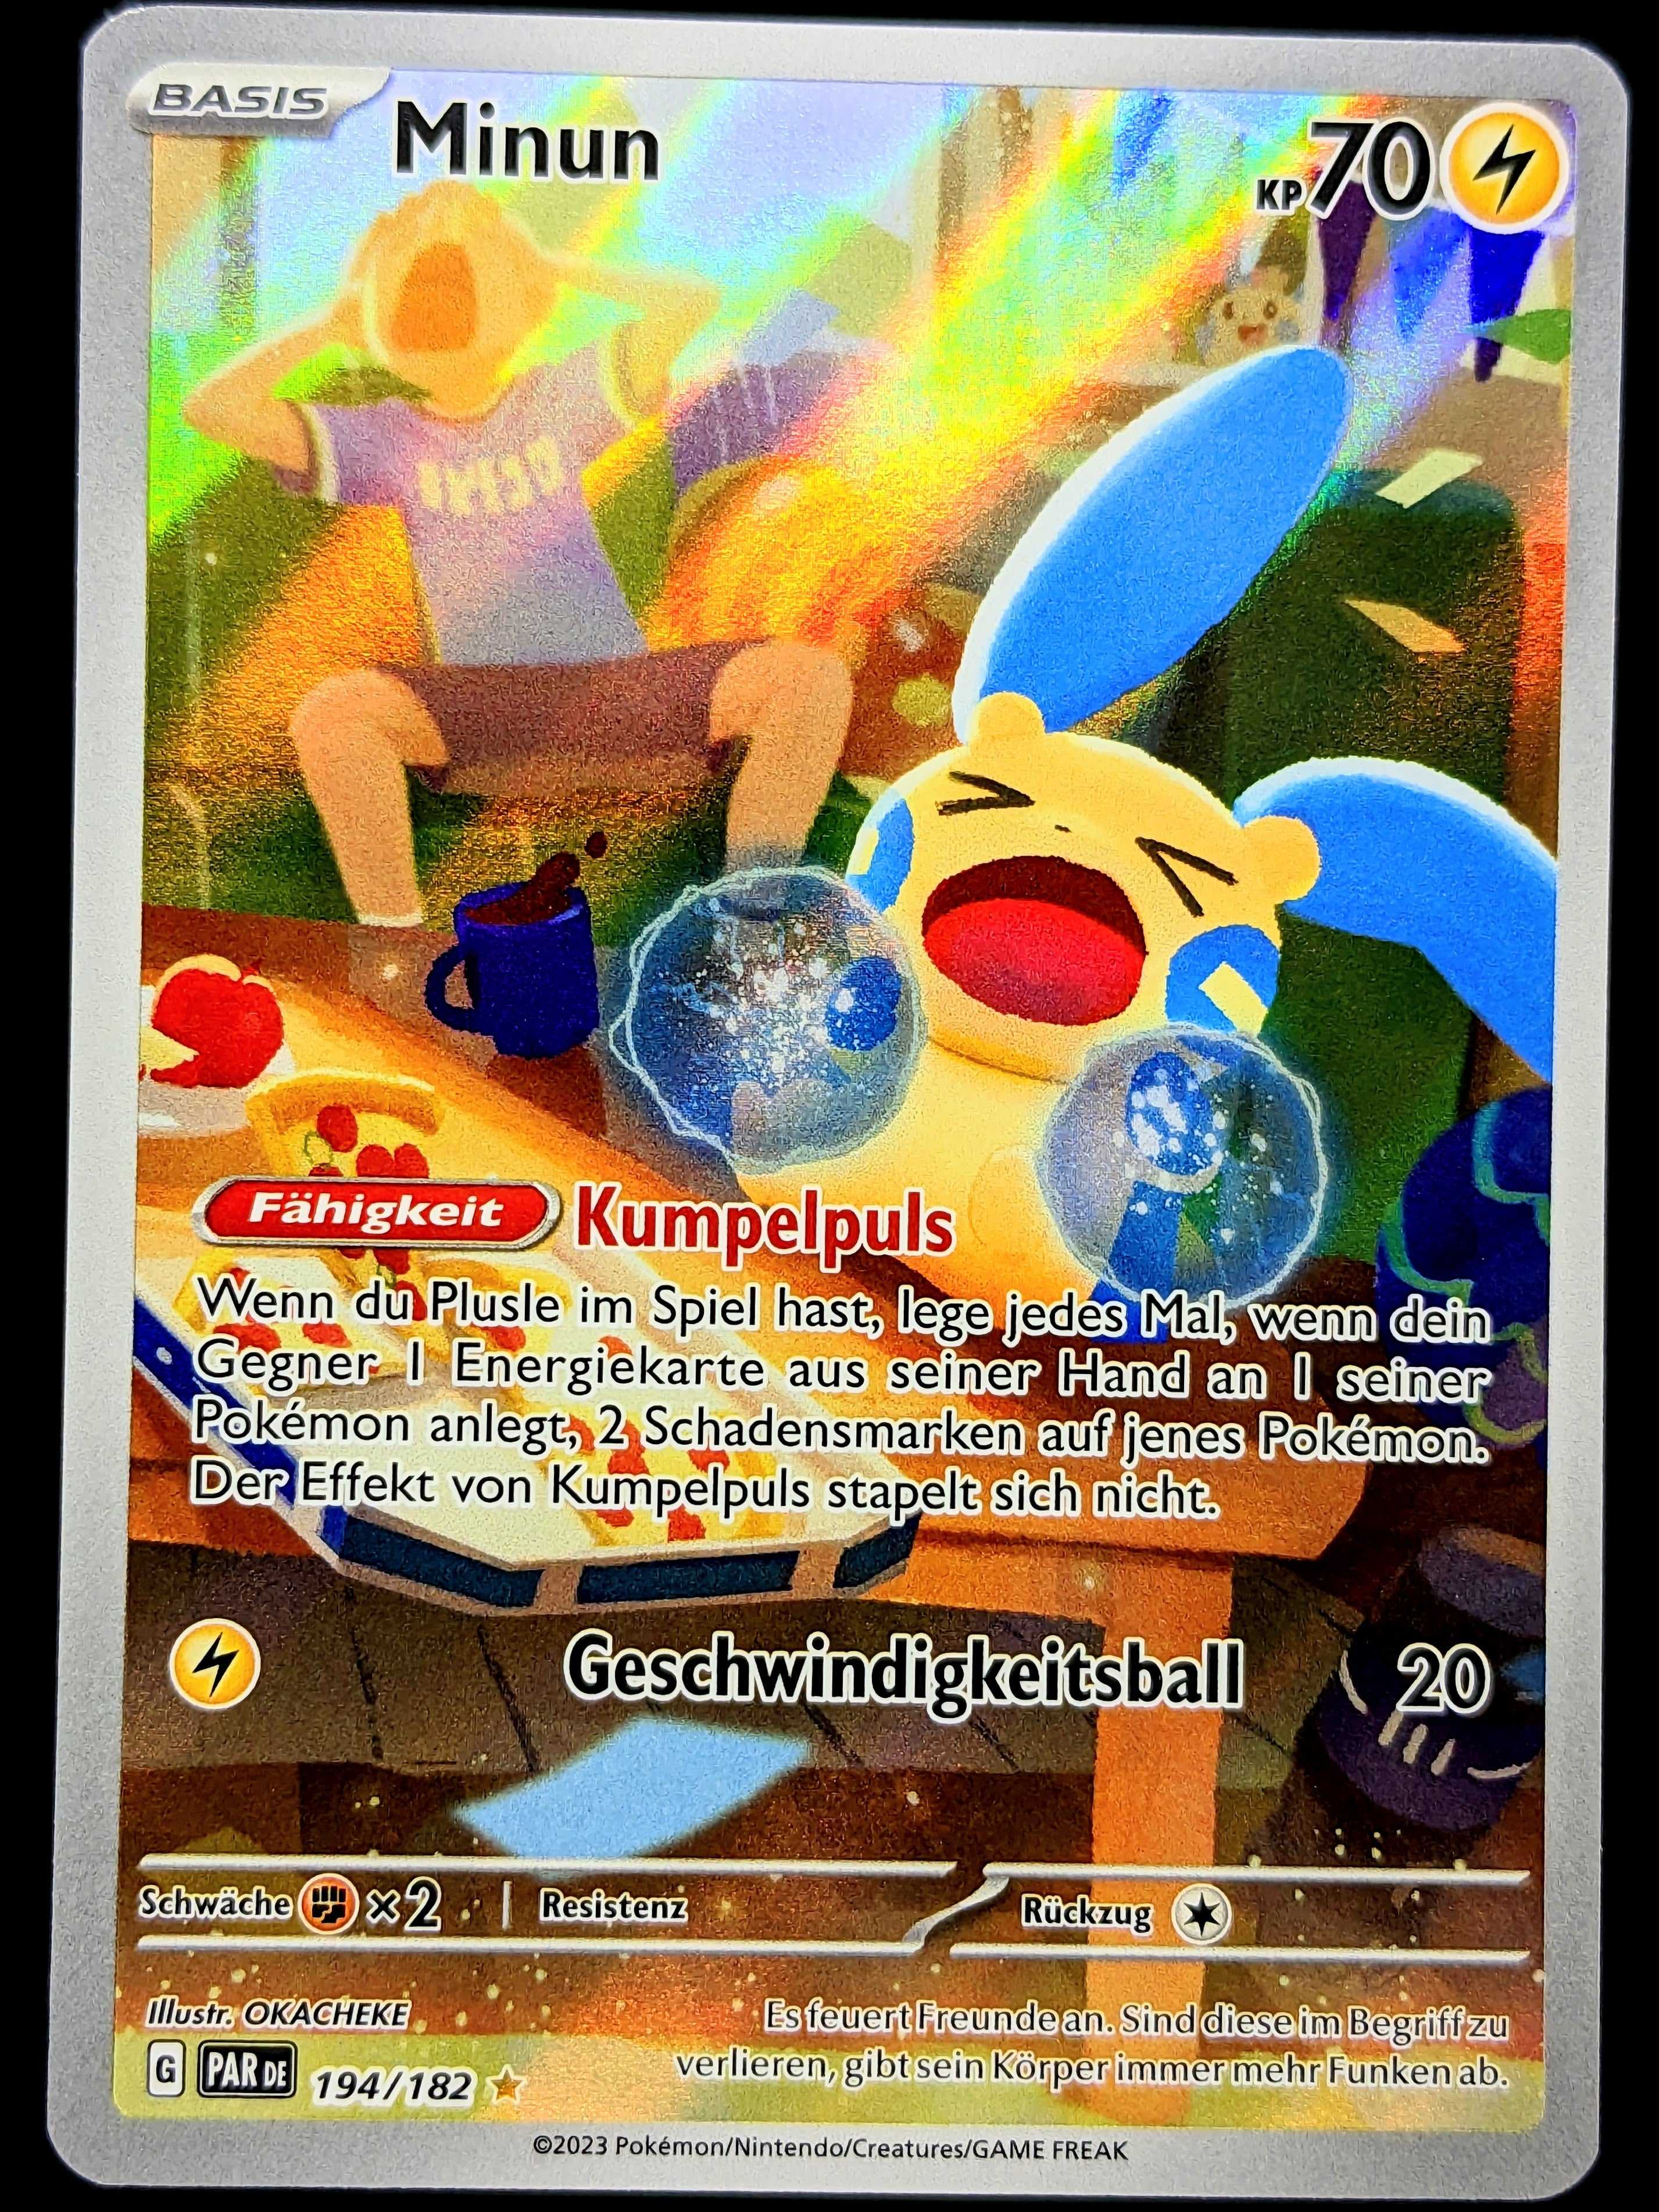 BASIS
Minun
KP 70
Fähigkeit Kumpelpuls
Wenn du Plusle im Spiel hast, lege jedes Mal, wenn dein
Gegner 1 Energiekarte aus seiner Hand an 1 seiner
Pokémon anlegt, 2 Schadensmarken auf jenes Pokémon.
Der Effekt von Kumpelpuls stapelt sich nicht.
Geschwindigkeitsball 20
Schwäche ×2 Resistenz Rückzug
Illustr. OKACHEKE
Es feuert Freunde an. Sind diese im Begriff zu
verlieren, gibt sein Körper immer mehr Funken ab.
G PAR DE 194/182
©2023 Pokémon/Nintendo/Creatures/GAME FREAK